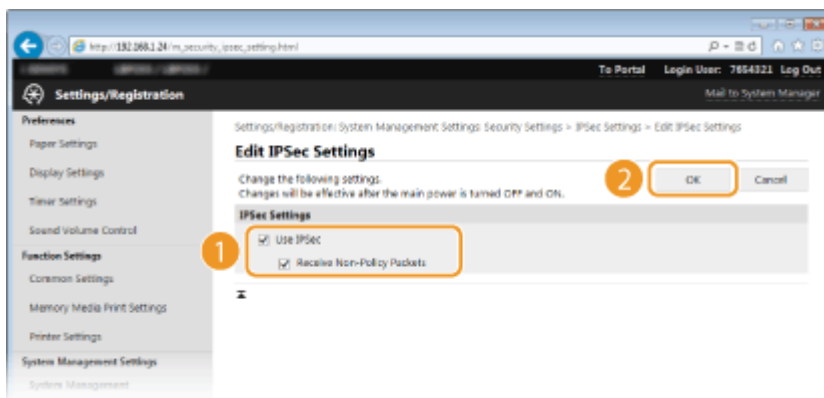 http://192.168.1.24/m_security_ipsec_setting.html
To Portal Login User: 7654321 Log Out
Settings/Registration
Mail to System Manager
Preferences
Paper Settings
Display Settings
Timer Settings
Sound Volume Control
Function Settings
Common Settings
Memory Media Print Settings
Printer Settings
System Management Settings
System Management
Settings/Registration: System Management Settings: Security Settings > IPSec Settings > Edit IPSec Settings
Edit IPSec Settings
Change the following settings.
Changes will be effective after the main power is turned OFF and ON.
2
OK
Cancel
IPSec Settings
1
Use IPSec
Receive Non-Policy Packets